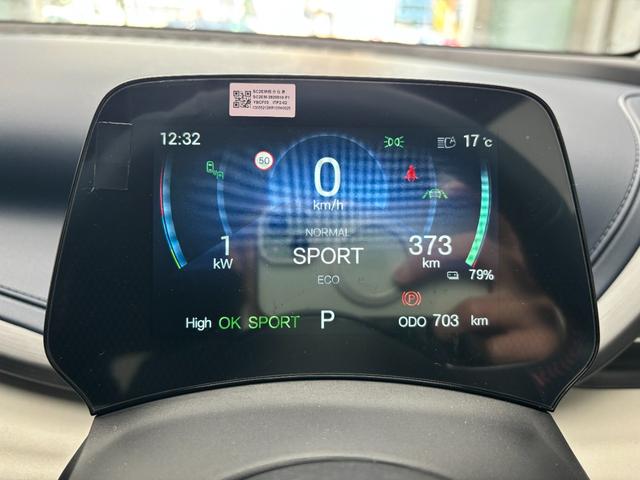 12:32
50
17 °C
0
km/h
NORMAL
SPORT
ECO
1
kW
373
km
79%
P
High OK SPORT
P
ODO 703 km